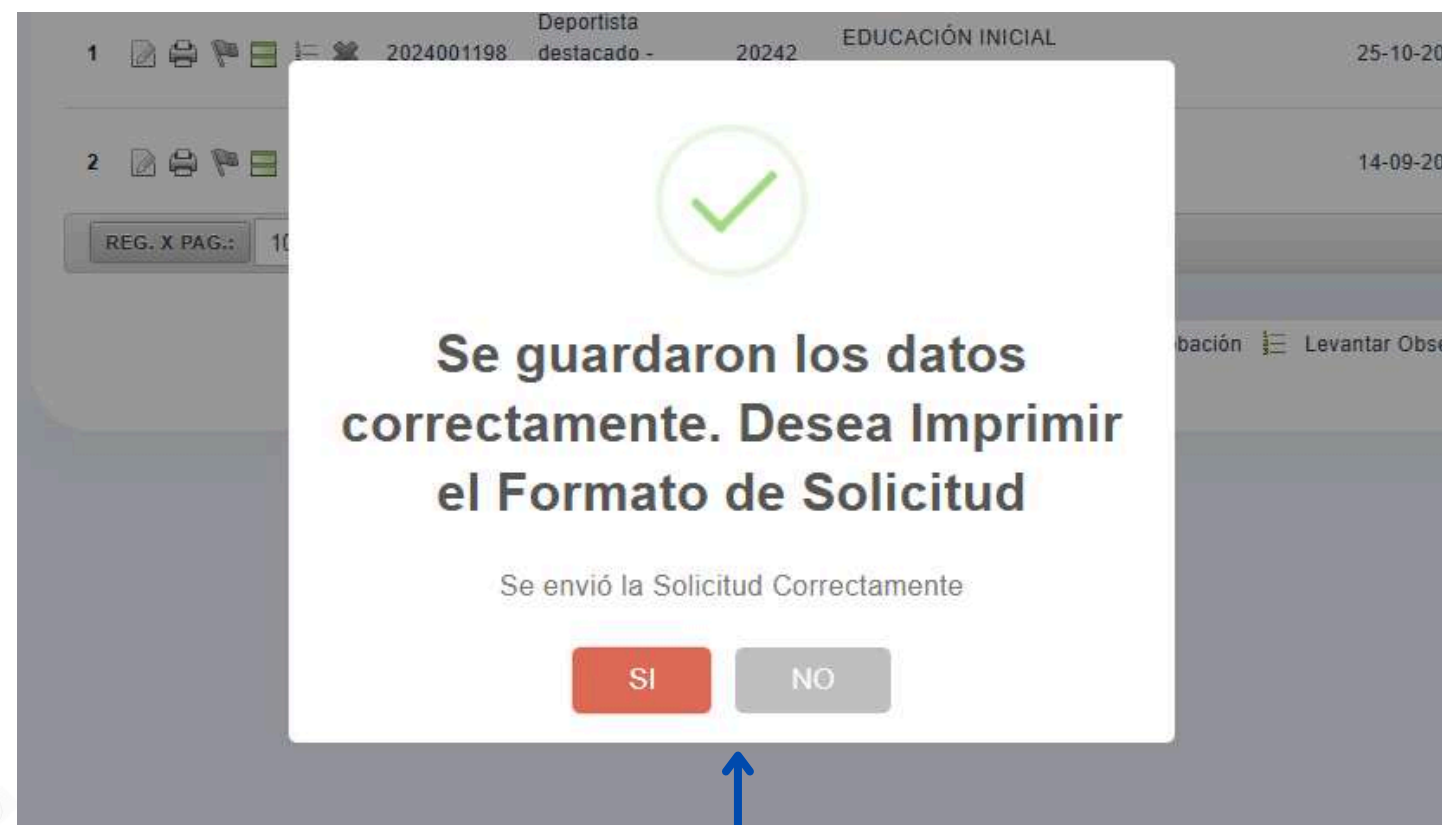 Deportista
1 2024001198 destacado - 20242 EDUCACIÓN INICIAL 25-10-20
2 14-09-20
REG. X PAG.: 10
Se guardaron los datos
correctamente. Desea Imprimir
el Formato de Solicitud
bación Levantar Obse
Se envió la Solicitud Correctamente
SI NO